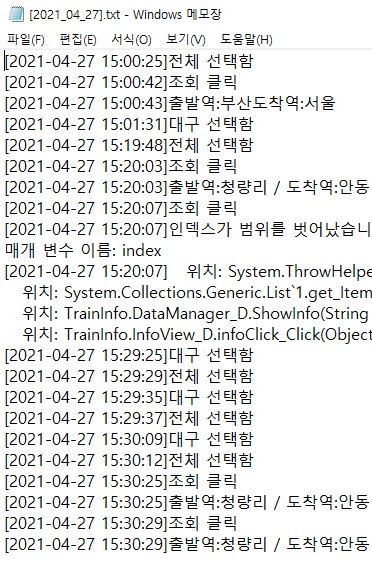 [2021_04_27].txt - Windows 메모장
파일(F) 편집(E) 서식(O) 보기(V) 도움말(H)
[2021-04-27 15:00:25]전체 선택함
[2021-04-27 15:00:42]조회 클릭
[2021-04-27 15:00:43]출발역:부산도착역:서울
[2021-04-27 15:01:31]대구 선택함
[2021-04-27 15:19:48]전체 선택함
[2021-04-27 15:20:03]조회 클릭
[2021-04-27 15:20:03]출발역:청량리 / 도착역:안동
[2021-04-27 15:20:07]조회 클릭
[2021-04-27 15:20:07]인덱스가 범위를 벗어났습니
매개 변수 이름: index
[2021-04-27 15:20:07] 위치: System.ThrowHelpe
위치: System.Collections.Generic.List`1.get_Item
위치: TrainInfo.DataManager_D.ShowInfo(String
위치: TrainInfo.InfoView_D.infoClick_Click(Object
[2021-04-27 15:29:25]대구 선택함
[2021-04-27 15:29:29]전체 선택함
[2021-04-27 15:29:35]대구 선택함
[2021-04-27 15:29:37]전체 선택함
[2021-04-27 15:30:09]대구 선택함
[2021-04-27 15:30:12]전체 선택함
[2021-04-27 15:30:25]조회 클릭
[2021-04-27 15:30:25]출발역:청량리 / 도착역:안동
[2021-04-27 15:30:29]조회 클릭
[2021-04-27 15:30:29]출발역:청량리 / 도착역:안동